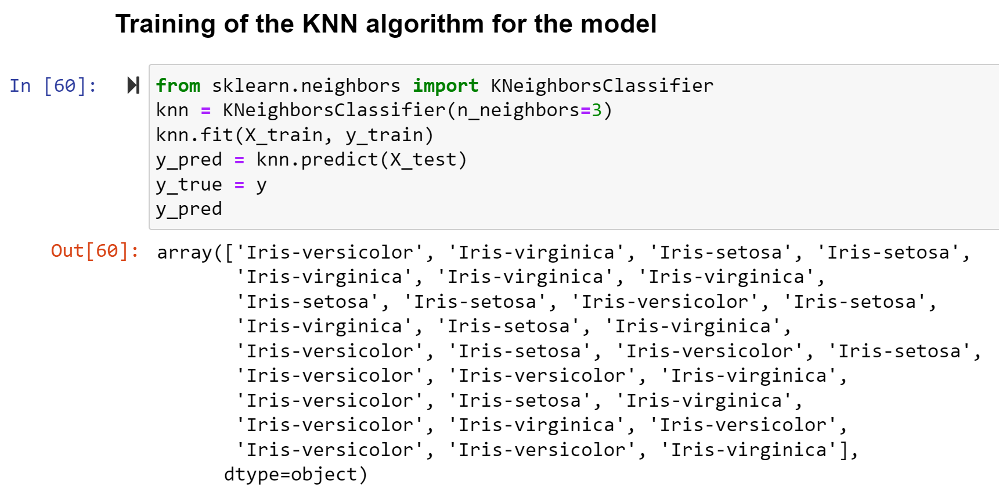 Training of the KNN algorithm for the model
In [60]:
from sklearn.neighbors import KNeighborsClassifier
knn = KNeighborsClassifier(n_neighbors=3)
knn.fit(X_train, y_train)
y_pred = knn.predict(X_test)
y_true = y
y_pred
Out[60]:
array(['Iris-versicolor', 'Iris-virginica', 'Iris-setosa', 'Iris-setosa',
'Iris-virginica', 'Iris-virginica', 'Iris-virginica',
'Iris-setosa', 'Iris-setosa', 'Iris-versicolor', 'Iris-setosa',
'Iris-virginica', 'Iris-setosa', 'Iris-virginica',
'Iris-versicolor', 'Iris-setosa', 'Iris-versicolor', 'Iris-setosa',
'Iris-versicolor', 'Iris-versicolor', 'Iris-virginica',
'Iris-versicolor', 'Iris-setosa', 'Iris-virginica',
'Iris-versicolor', 'Iris-virginica', 'Iris-versicolor',
'Iris-versicolor', 'Iris-versicolor', 'Iris-virginica'],
dtype=object)